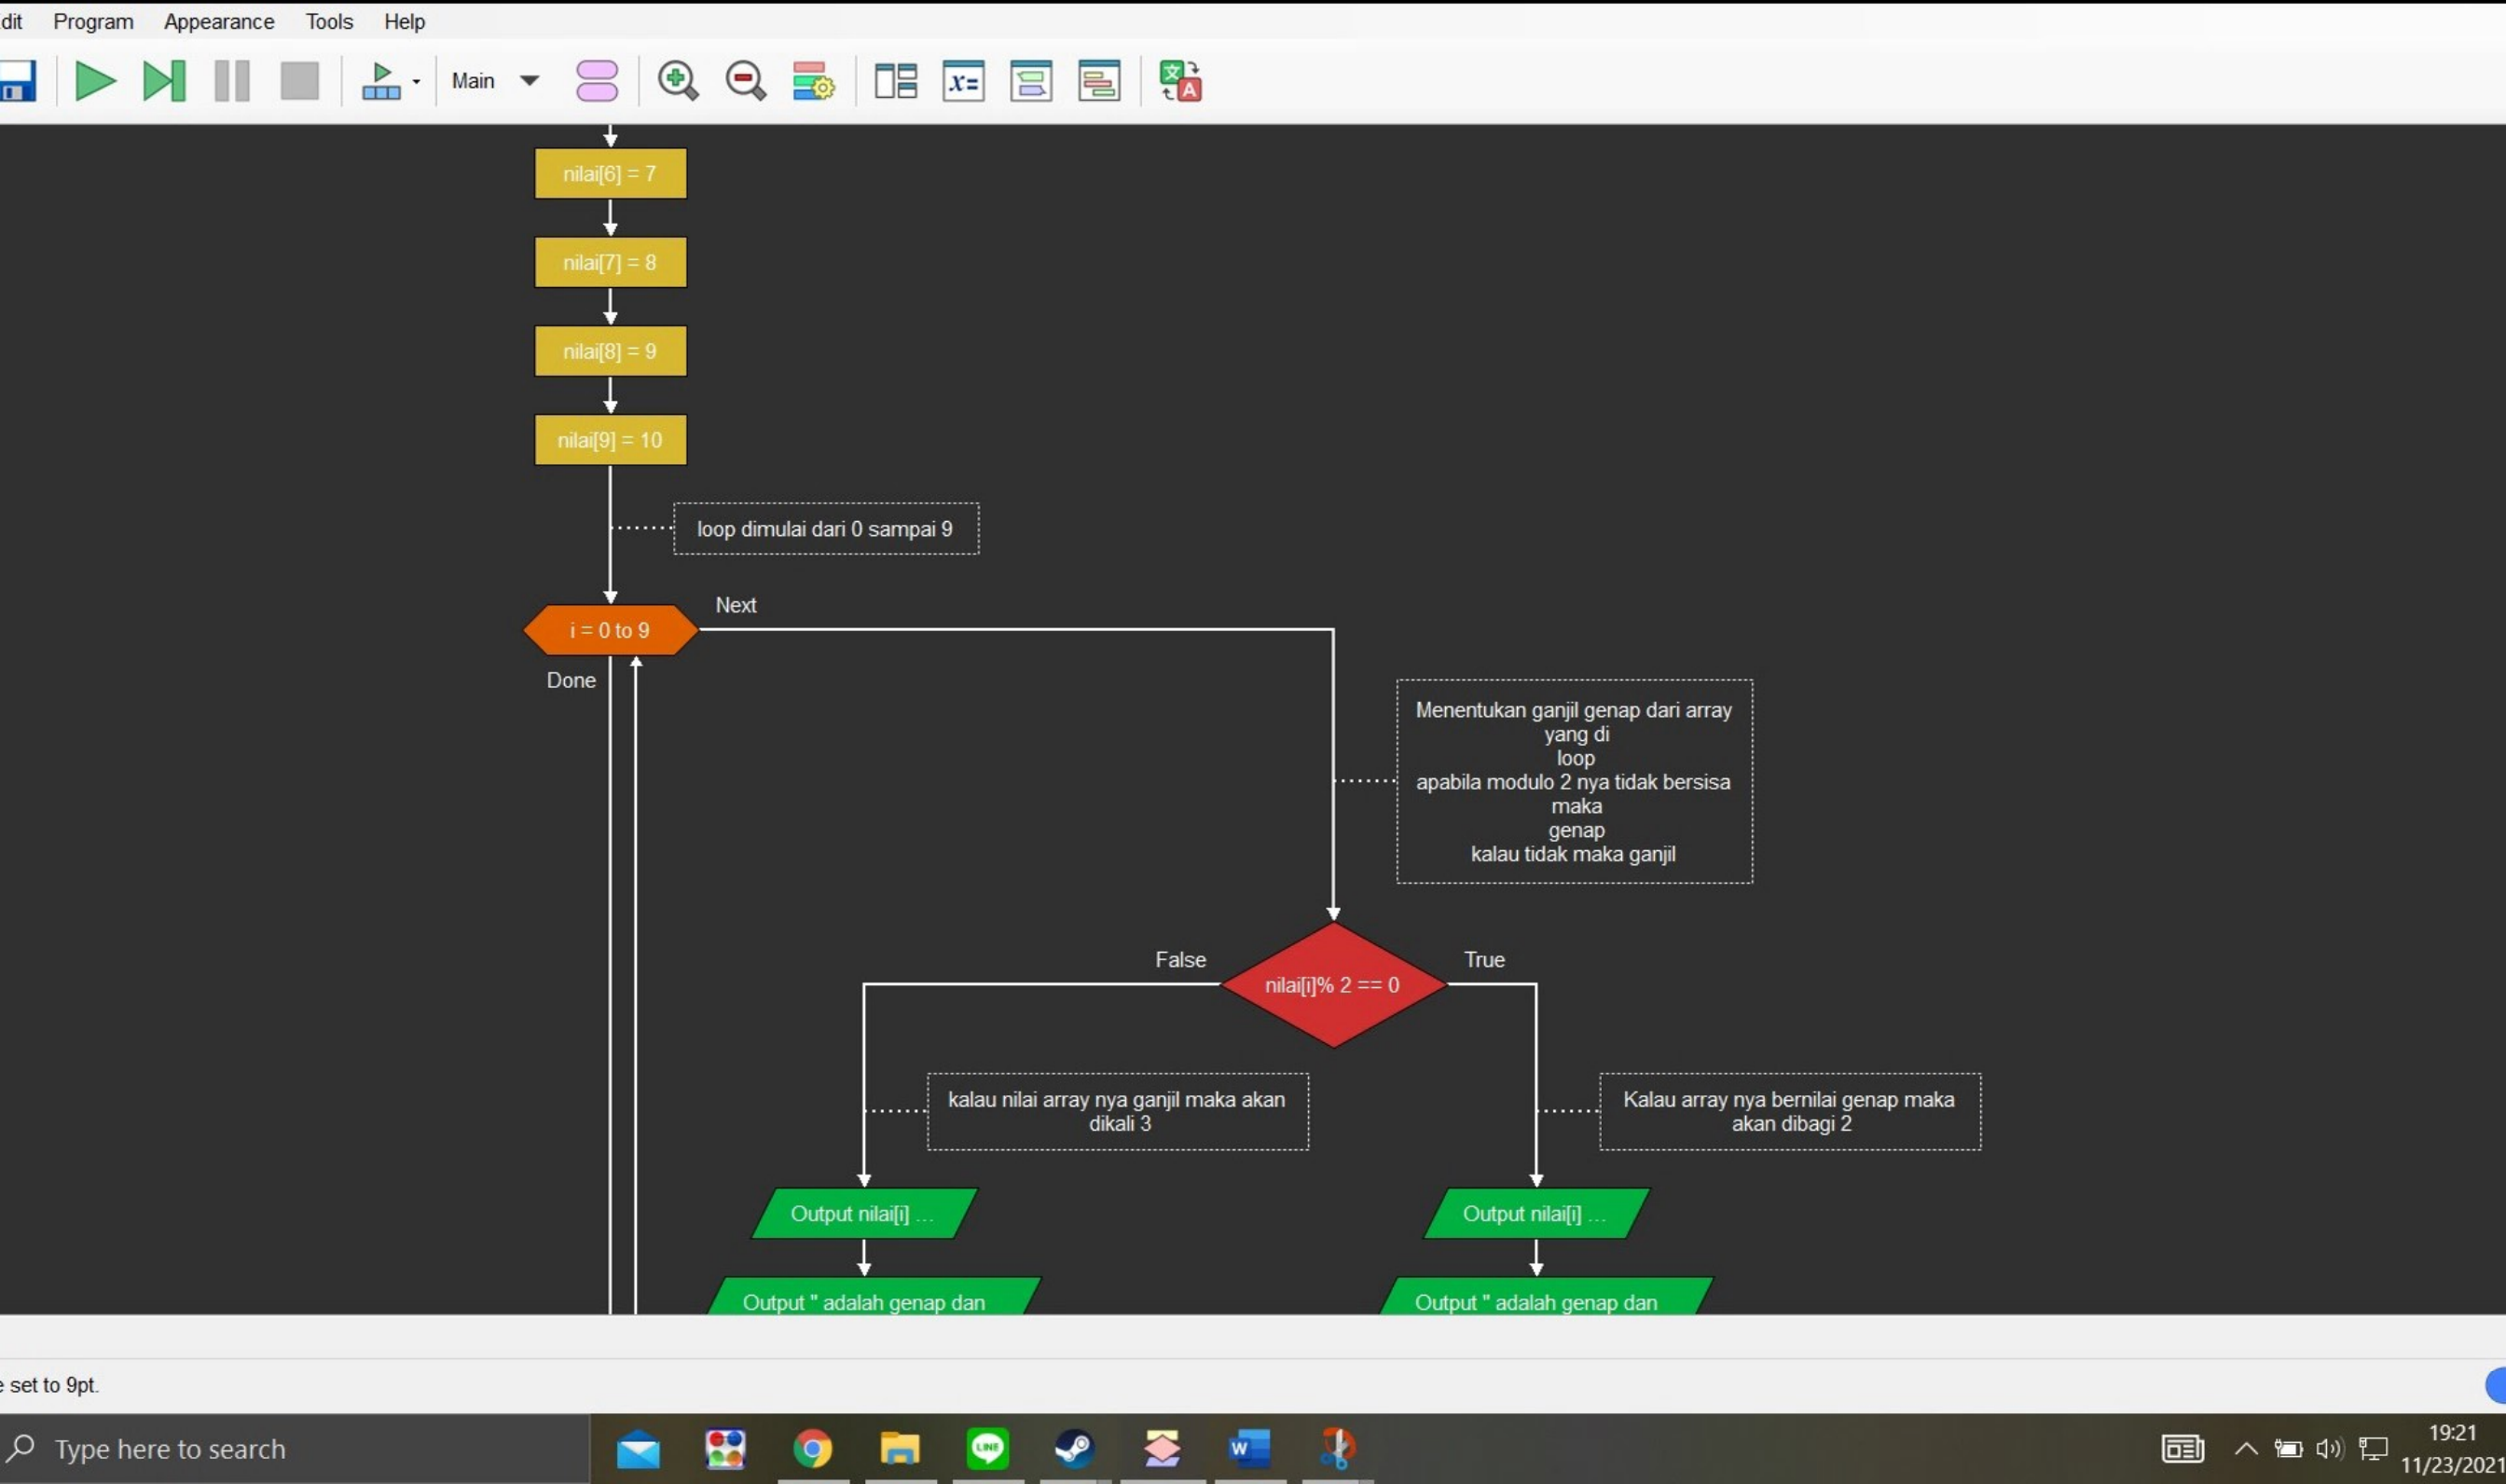 dit Program Appearance Tools Help
Main
x=
文
A
nilai[6] = 7
nilai[7] = 8
nilai[8] = 9
nilai[9] = 10
loop dimulai dari 0 sampai 9
Next
i = 0 to 9
Done
Menentukan ganjil genap dari array
yang di
loop
apabila modulo 2 nya tidak bersisa
maka
genap
kalau tidak maka ganjil
False
True
nilai[i]% 2 == 0
kalau nilai array nya ganjil maka akan
dikali 3
Kalau array nya bernilai genap maka
akan dibagi 2
Output nilai[i] ...
Output nilai[i] ...
Output " adalah genap dan
Output " adalah genap dan
e set to 9pt.
Type here to search
LINE
W
19:21
11/23/2021